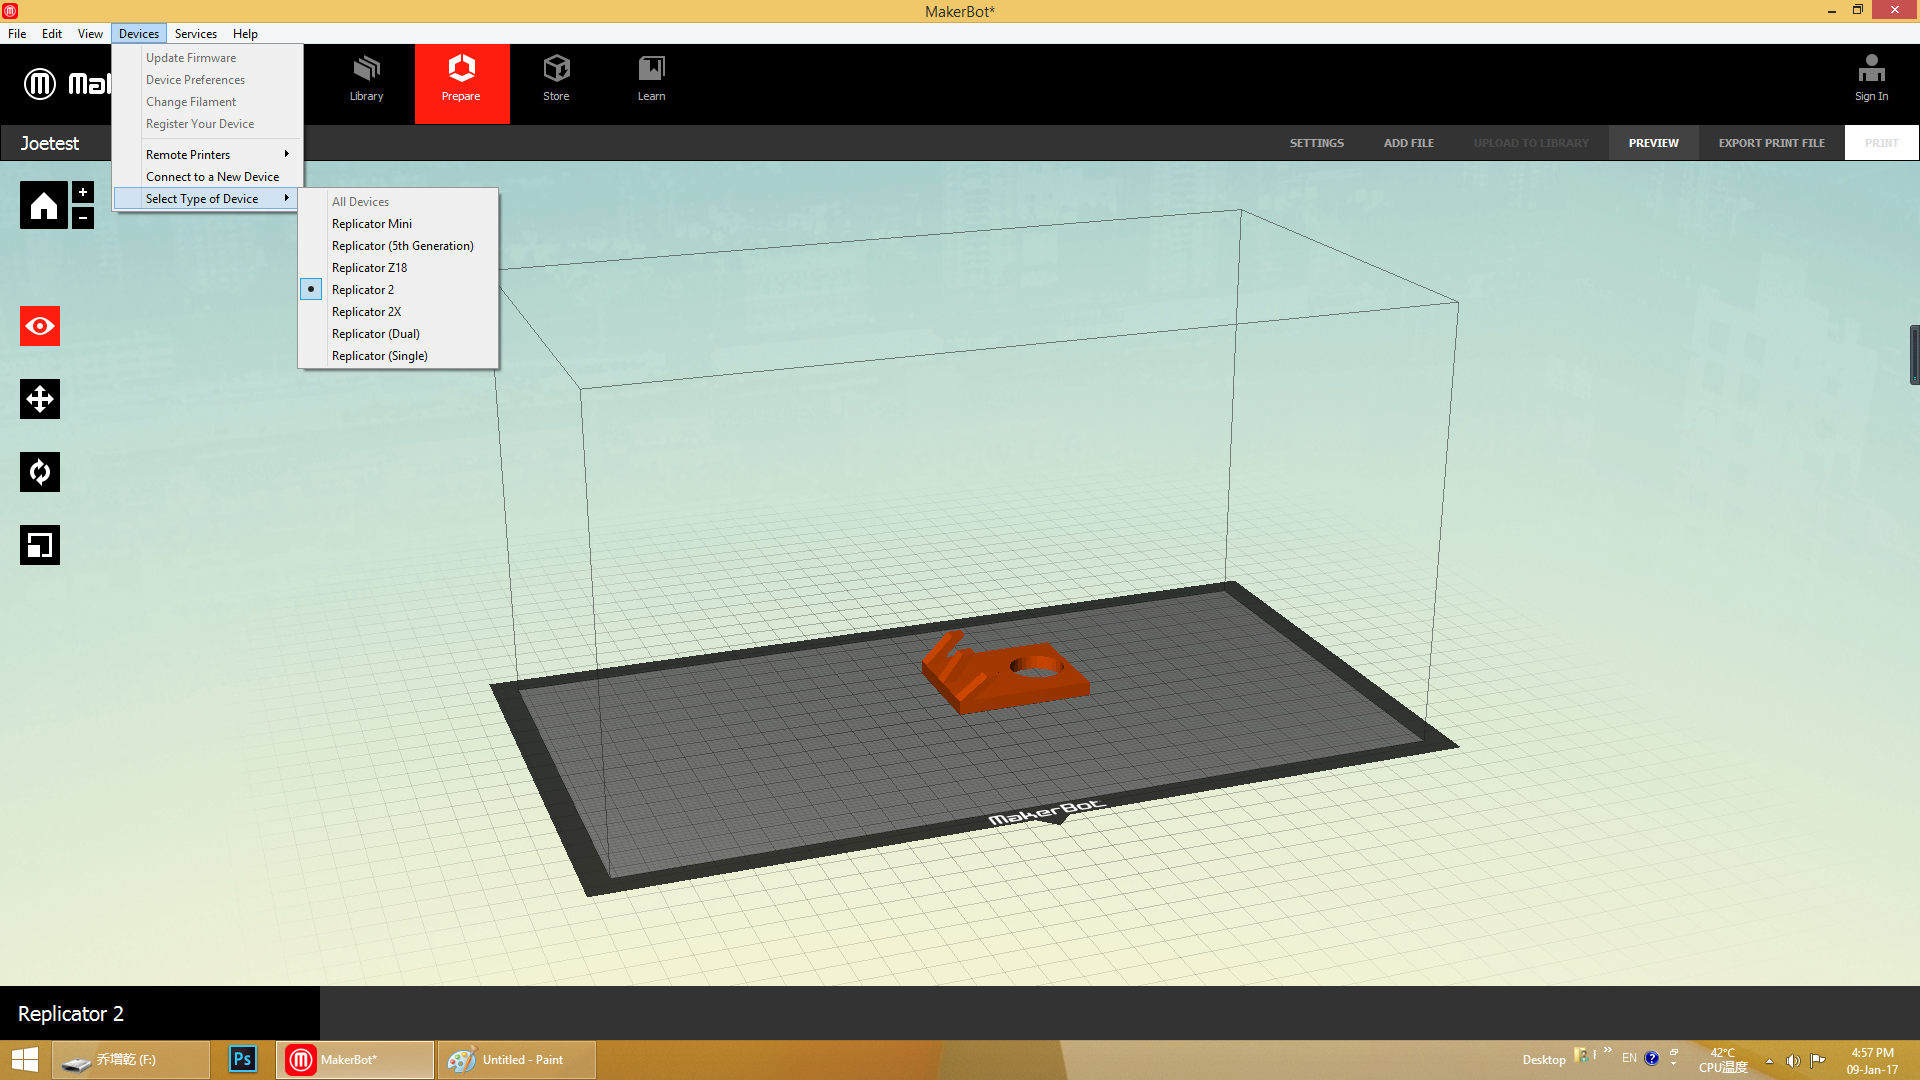 MakerBot*
File Edit View Devices Services Help
Update Firmware
Device Preferences
Change Filament
Register Your Device
Remote Printers
Connect to a New Device
Select Type of Device
All Devices
Replicator Mini
Replicator (5th Generation)
Replicator Z18
Replicator 2
Replicator 2X
Replicator (Dual)
Replicator (Single)
Mak
Library
Prepare
Store
Learn
Sign In
Joetest
SETTINGS
ADD FILE
UPLOAD TO LIBRARY
PREVIEW
EXPORT PRINT FILE
PRINT
MakerBot
Replicator 2
乔增乾 (F:)
Ps
MakerBot*
Untitled - Paint
Desktop
EN
42°C
CPU温度
4:57 PM
09-Jan-17